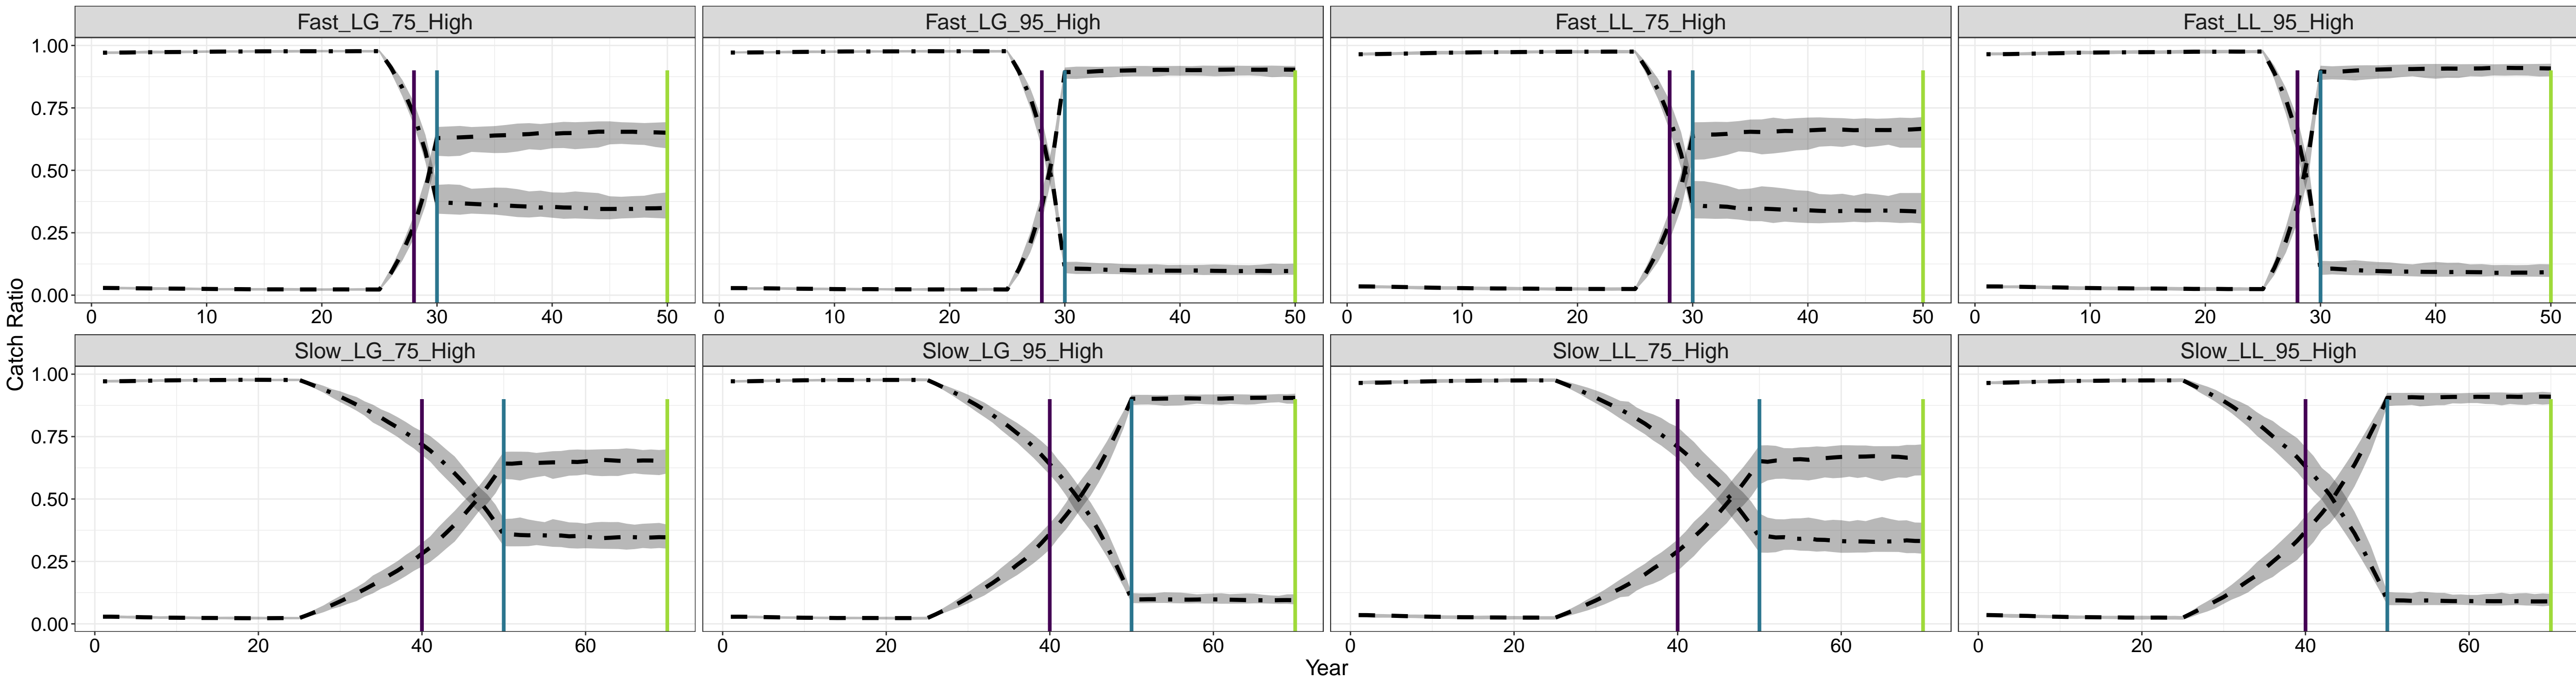 Fast_LG_75_High Fast_LG_95_High Fast_LL_75_High Fast_LL_95_High
1.00
0.75
0.50
0.25
0.00
0 10 20 30 40 50 0 10 20 30 40 50 0 10 20 30 40 50 0 10 20 30 40 50
Catch Ratio
Slow_LG_75_High Slow_LG_95_High Slow_LL_75_High Slow_LL_95_High
1.00
0.75
0.50
0.25
0.00
0 20 40 60 0 20 40 60 0 20 40 60 0 20 40 60
Year